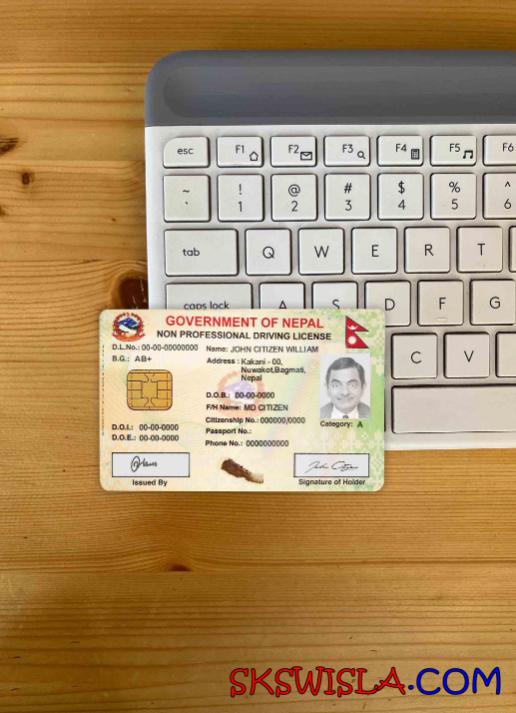 esc F1 F2 F3 F4 F5 F6
~ ! @ # $ % ^
` 1 2 3 4 5 6
tab Q W E R T
caps lock A S D F G
C V
GOVERNMENT OF NEPAL
NON PROFESSIONAL DRIVING LICENSE
D.L.No.: 00-00-00000000 Name: JOHN CITIZEN WILLIAM
B.G.: AB+
Address : Kakani - 00,
Nuwakot,Bagmati,
Nepal
D.O.B: 00-00-0000
F/H Name: MD CITIZEN
Citizenship No.: 000000/0000
Passport No.:
Phone No.: 0000000000
Category: A
D.O.I: 00-00-0000
D.O.E: 00-00-0000
Issued By
John Citizen
Signature of Holder
SKSWISLA.COM